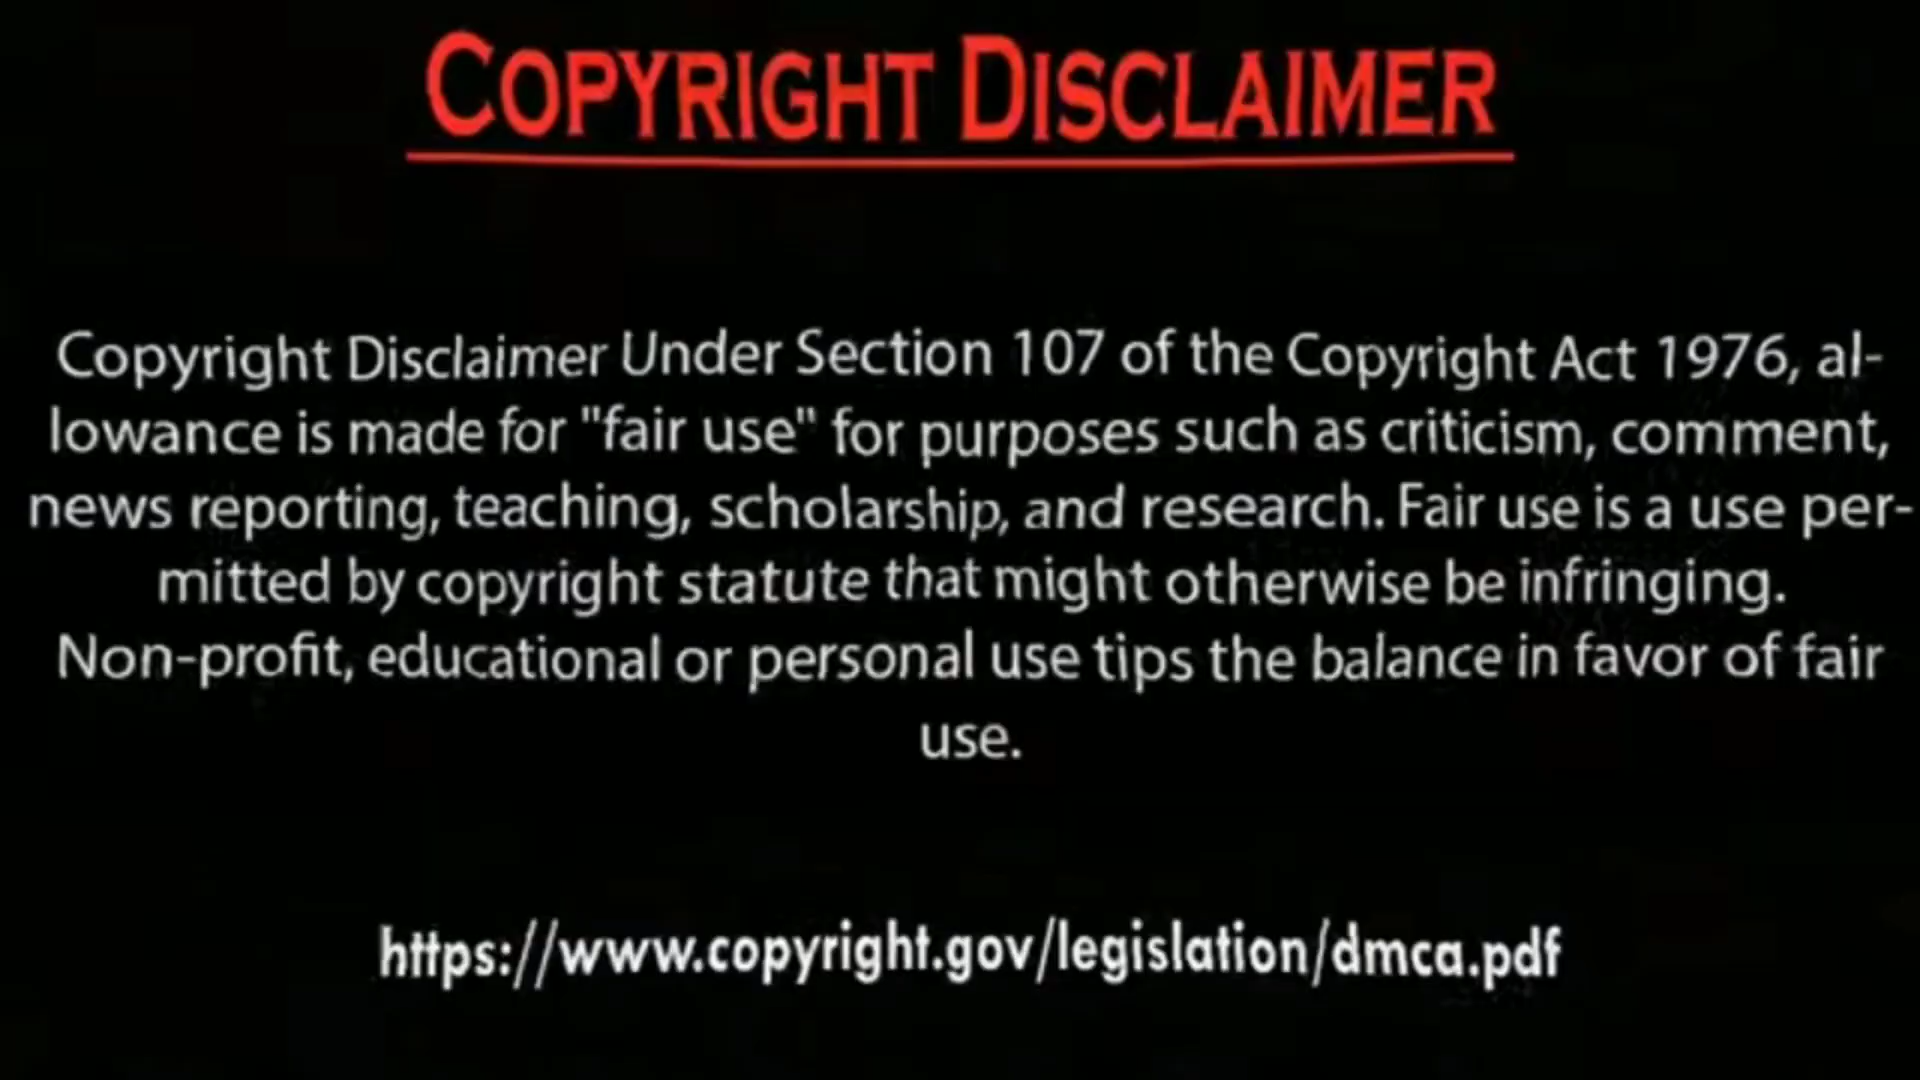 COPYRIGHT DISCLAIMER
Copyright Disclaimer Under Section 107 of the Copyright Act 1976, al-
lowance is made for "fair use" for purposes such as criticism, comment,
news reporting, teaching, scholarship, and research. Fair use is a use per-
mitted by copyright statute that might otherwise be infringing.
Non-profit, educational or personal use tips the balance in favor of fair
use.
https://www.copyright.gov/legislation/dmca.pdf